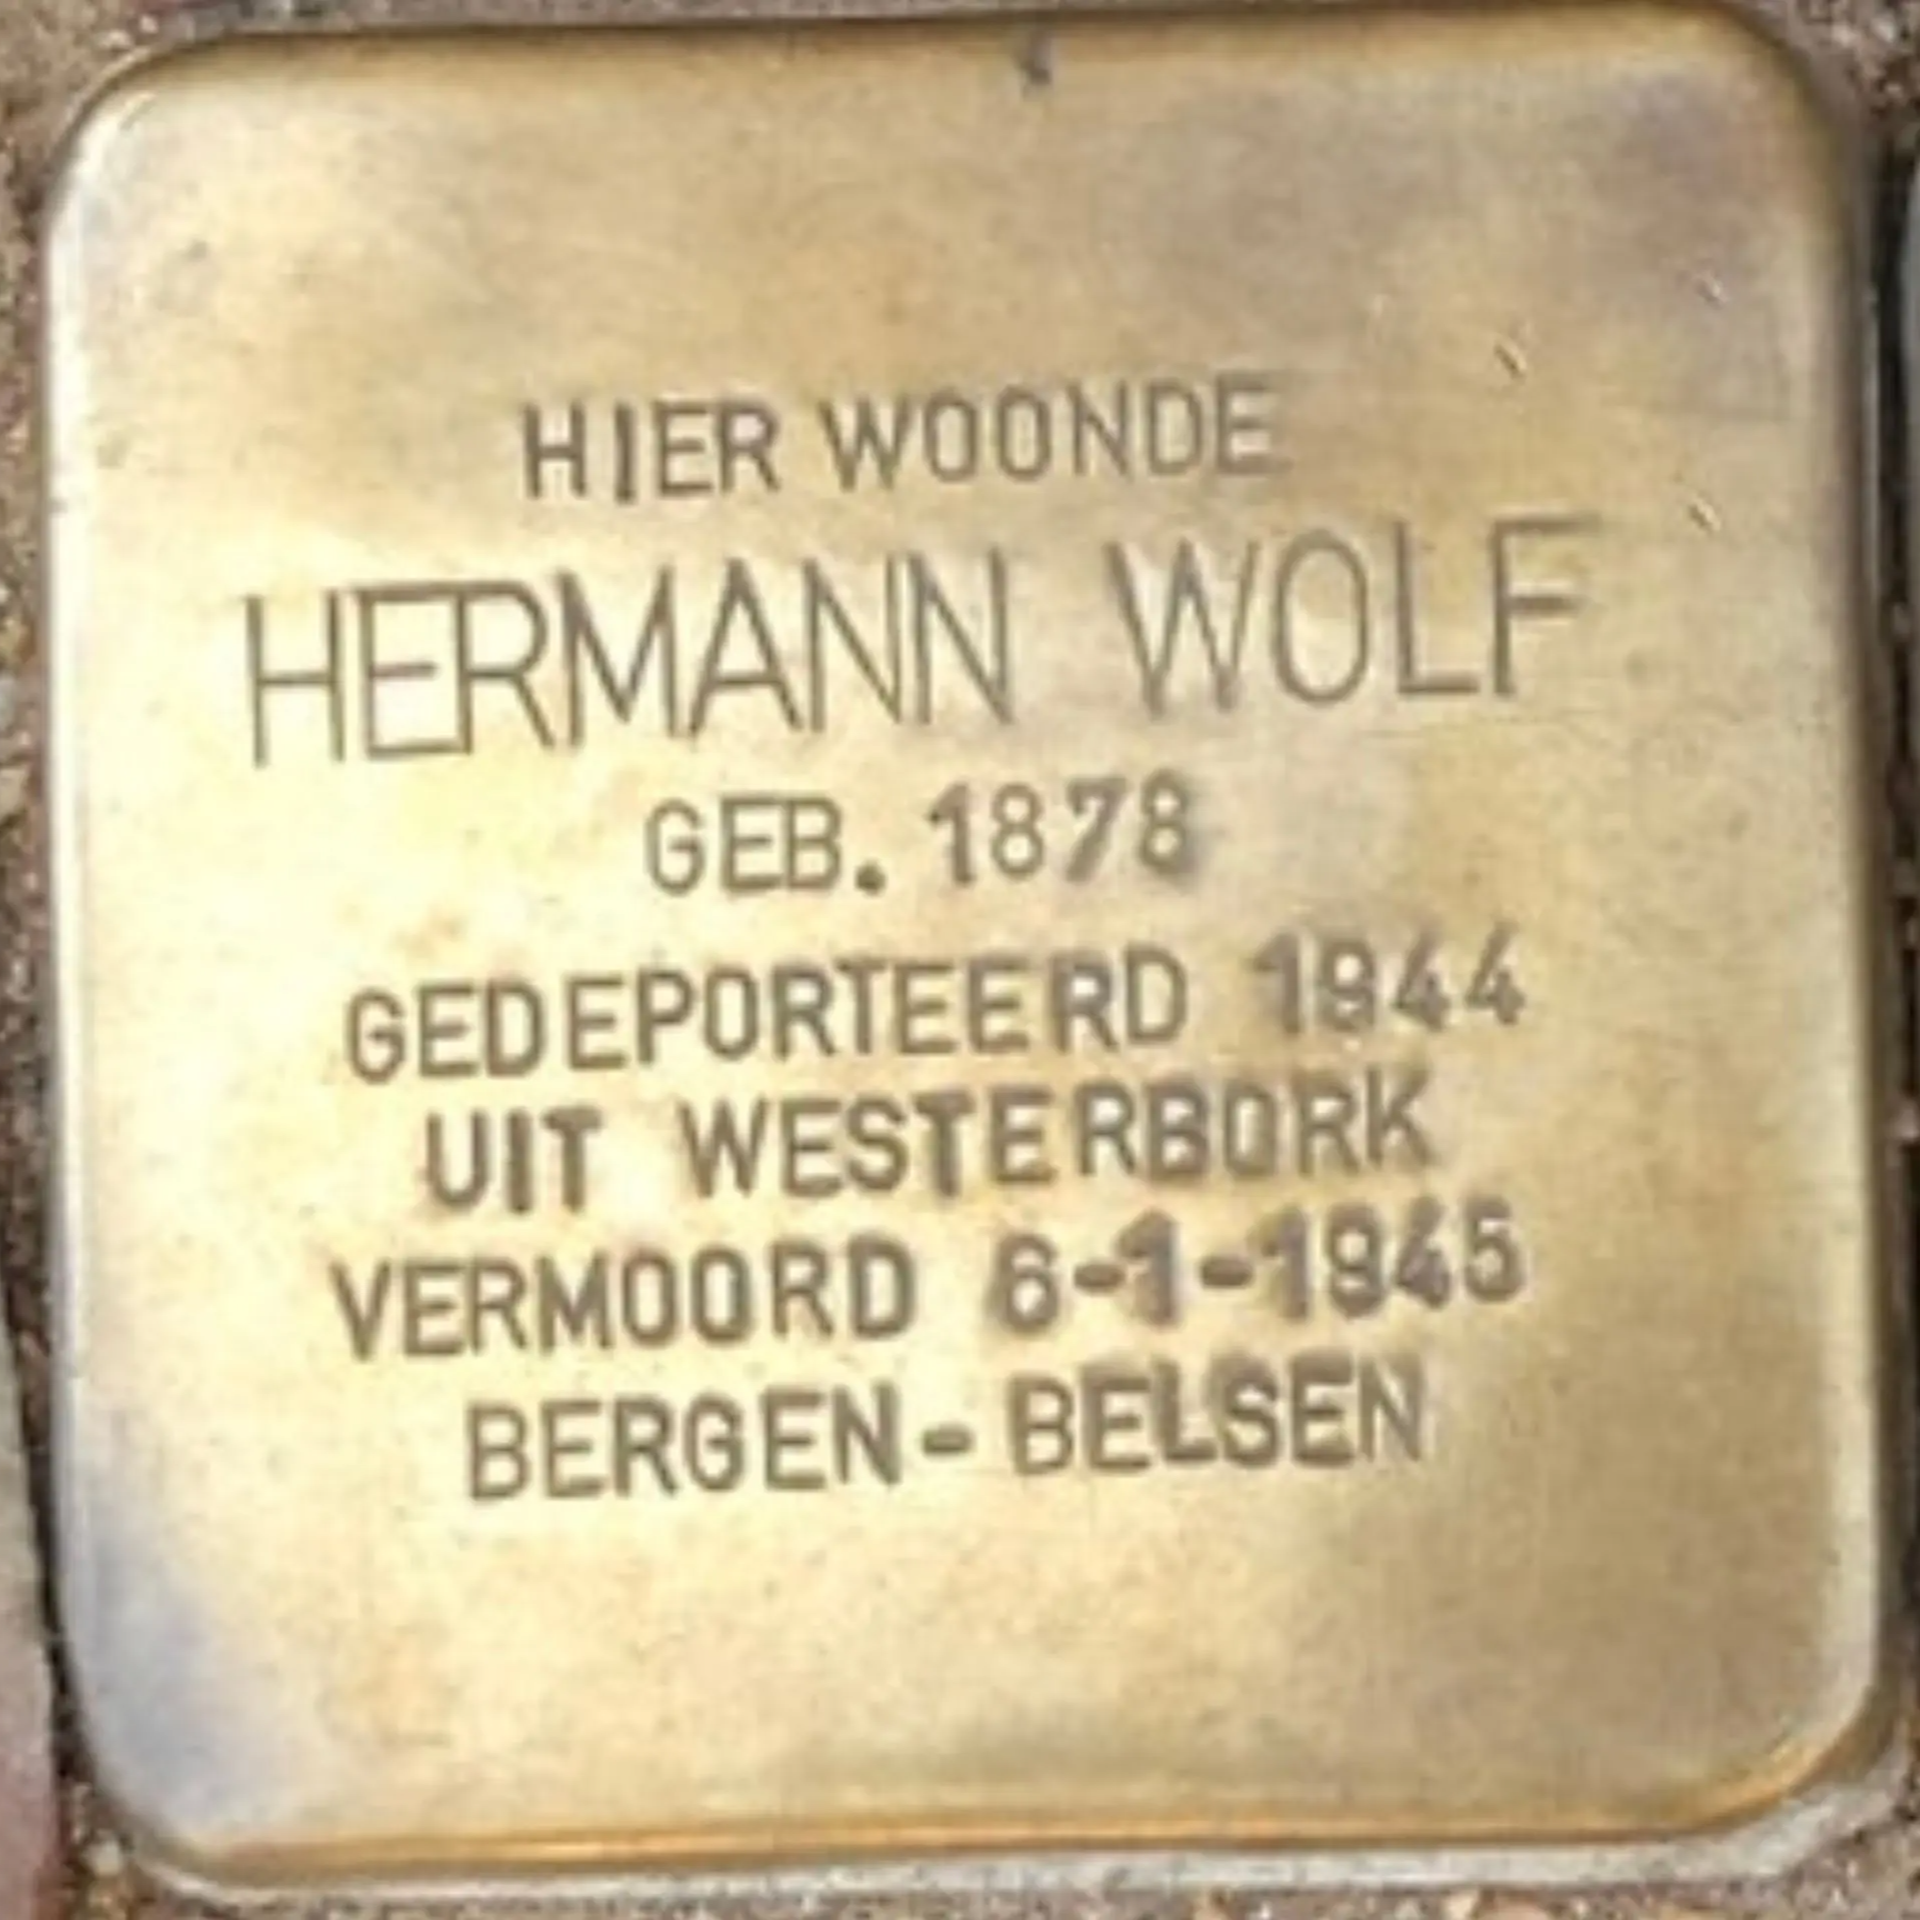 HIER WOONDE
HERMANN WOLF
GEB. 1878
GEDEPORTEERD 1944
UIT WESTERBORK
VERMOORD 6-1-1945
BERGEN-BELSEN